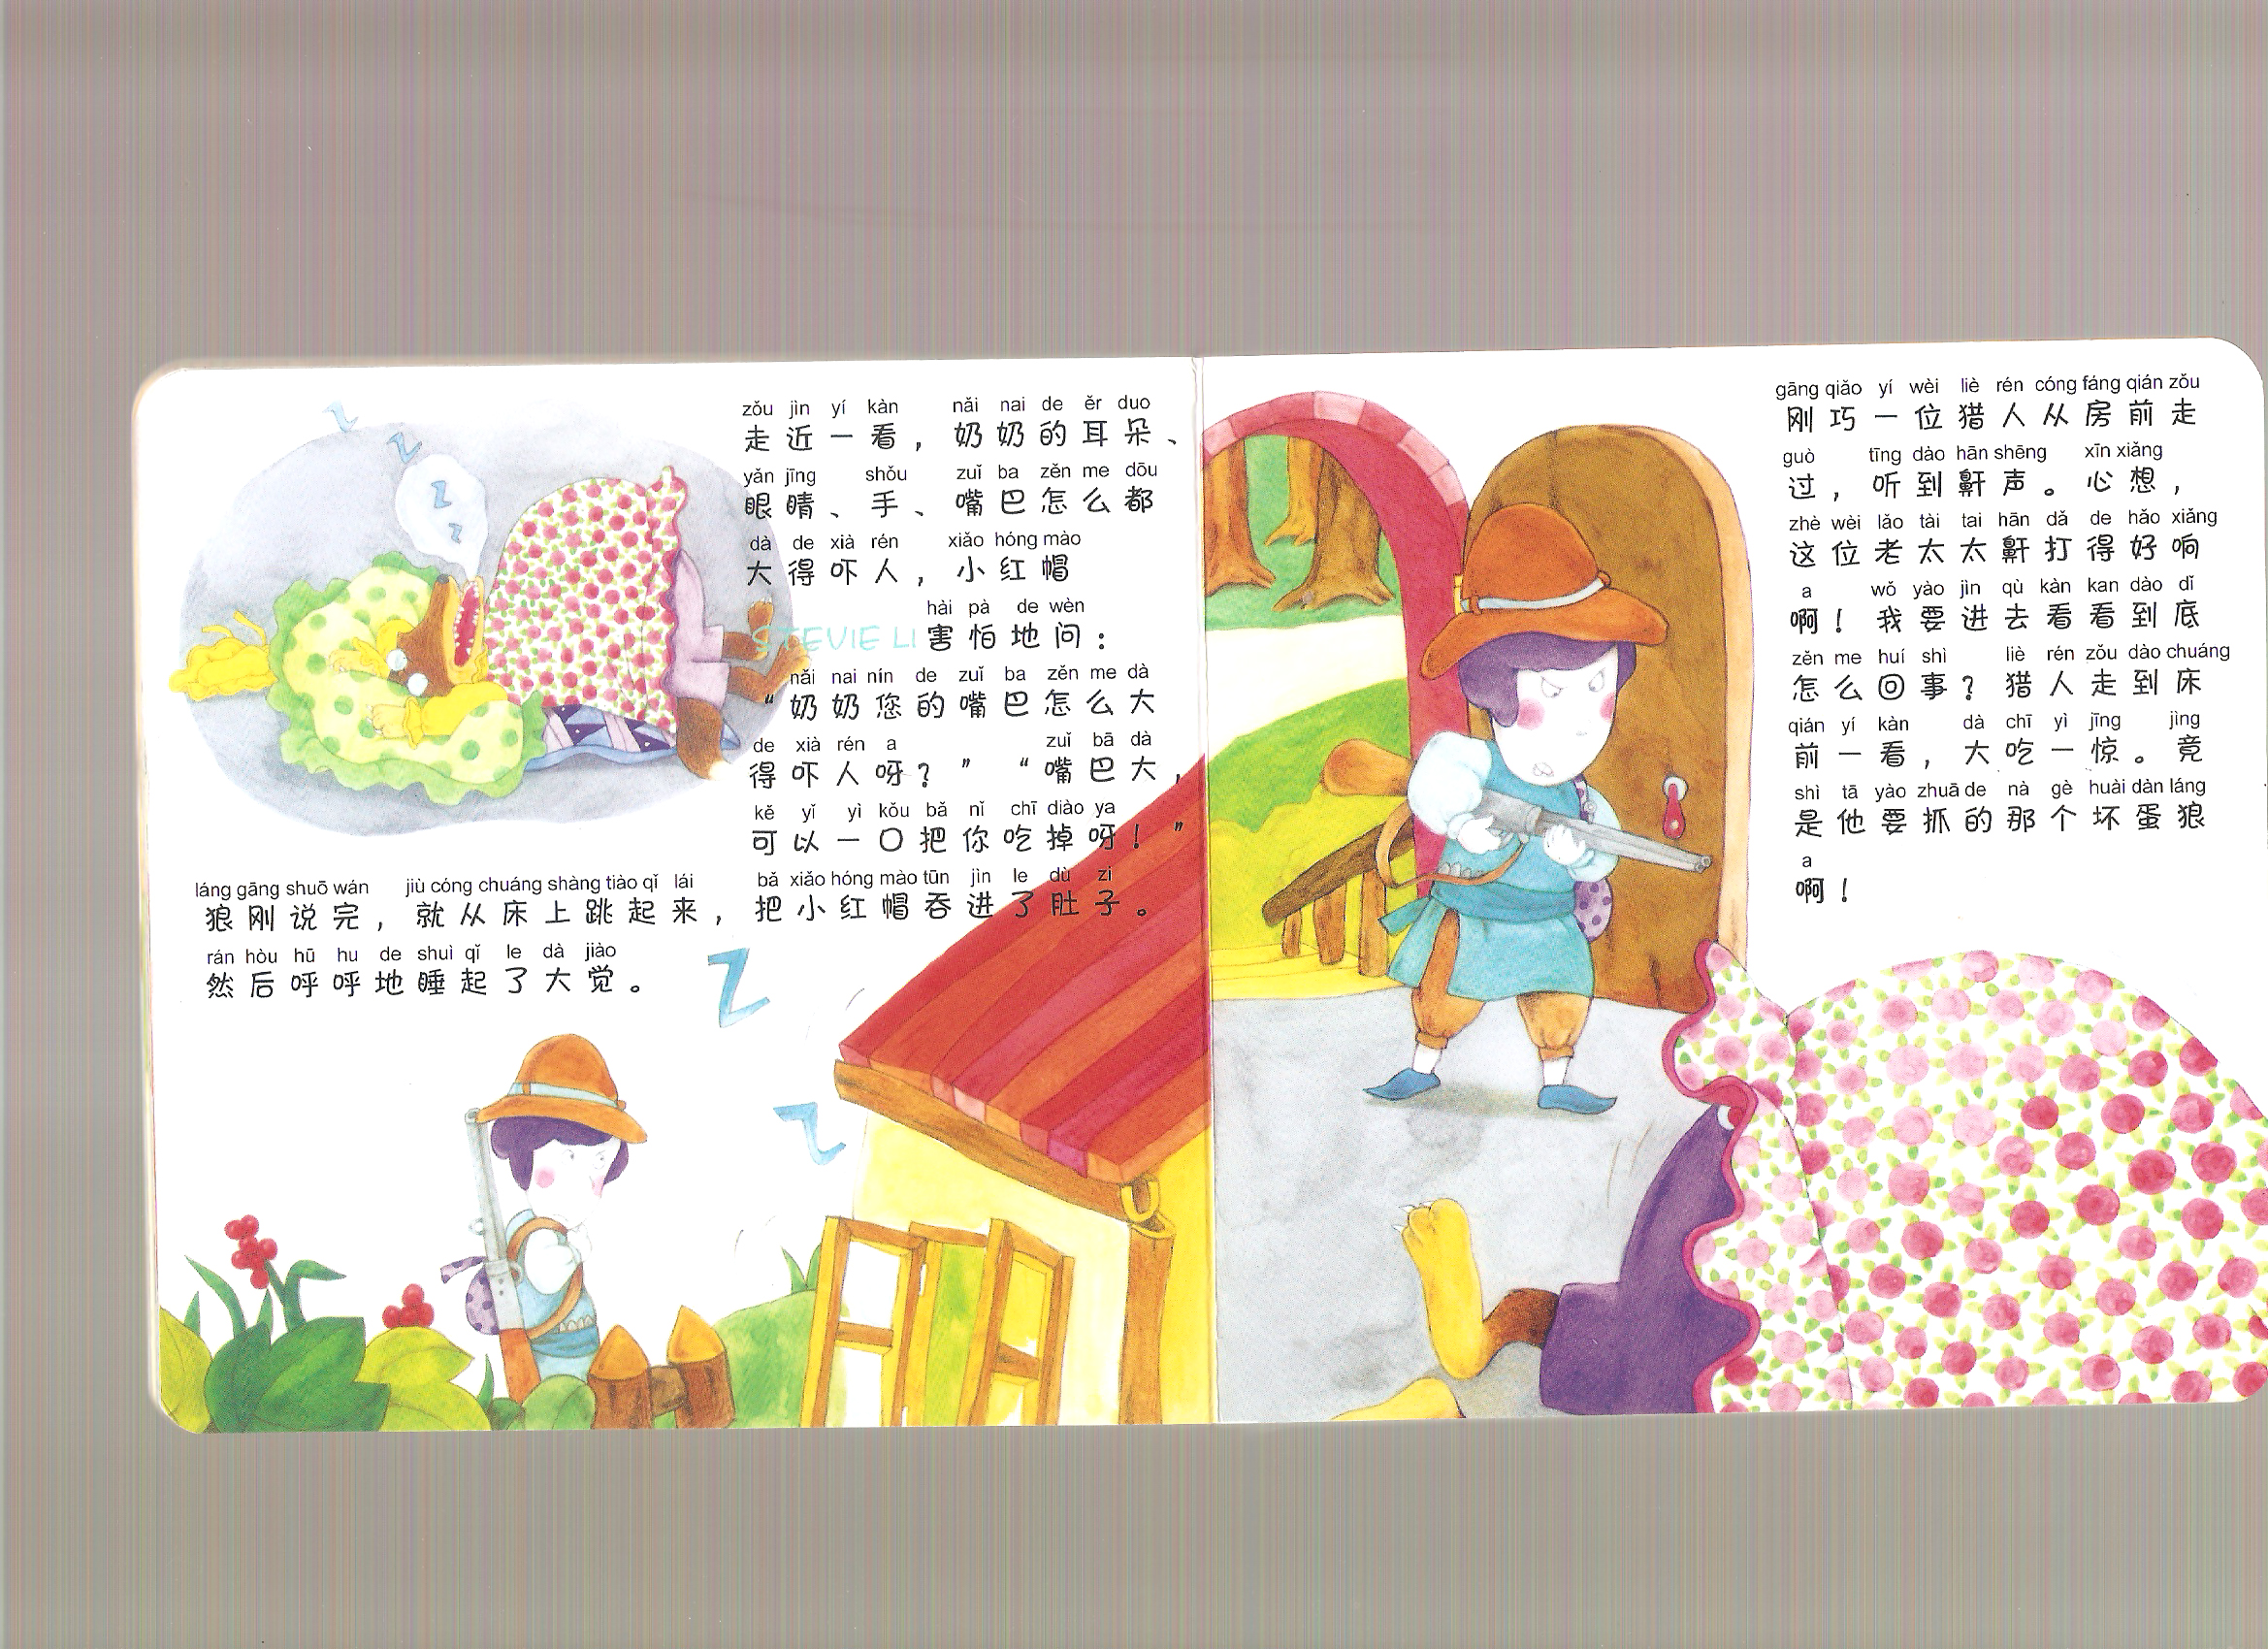 zǒu jìn yí kàn nǎi nai de ěr duo
走近一看，奶奶的耳朵、
yǎn jīng shǒu zuǐ ba zěn me dōu
眼睛、手、嘴巴怎么都
dà de xià rén xiǎo hóng mào
大得吓人，小红帽
hài pà de wèn
STEVIE LI 害怕地问：
nǎi nai nín de zuǐ ba zěn me dà
“奶奶您的嘴巴怎么大
de xià rén a zuǐ bā dà
得吓人呀？”“嘴巴大，
kě yǐ yì kǒu bǎ nǐ chī diào ya
可以一口把你吃掉呀！”
láng gāng shuō wán jiù cóng chuáng shàng tiào qǐ lái bǎ xiǎo hóng mào tūn jìn le dù zi
狼刚说完，就从床上跳起来，把小红帽吞进了肚子。
rán hòu hū hu de shuì qǐ le dà jiào
然后呼呼地睡起了大觉。
Z
Z
Z
Z
Z
Z
gāng qiǎo yí wèi liè rén cóng fáng qián zǒu
刚巧一位猎人从房前走
guò tīng dào hān shēng xīn xiǎng
过，听到鼾声。心想，
zhè wèi lǎo tài tai hān dǎ de hǎo xiǎng
这位老太太鼾打得好响
a wǒ yào jìn qù kàn kan dào dǐ
啊！我要进去看看到底
zěn me huí shì liè rén zǒu dào chuáng
怎么回事？猎人走到床
qián yí kàn dà chī yì jīng jìng
前一看，大吃一惊。竟
shì tā yào zhuā de nà gè huài dàn láng
是他要抓的那个坏蛋狼
a
啊！